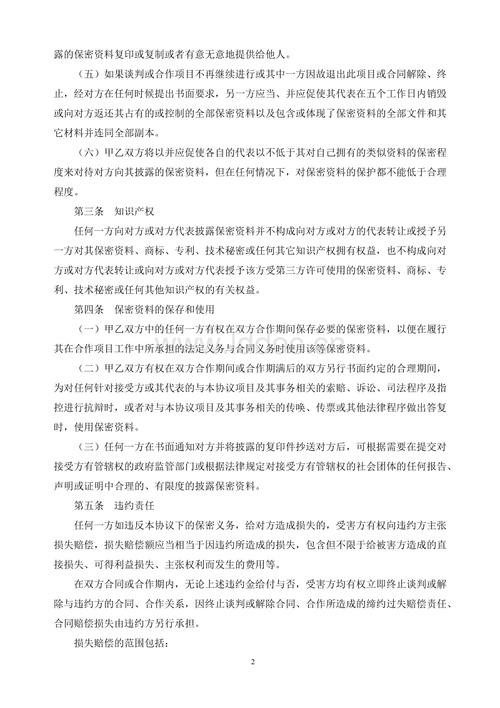 露的保密资料复印或复制或者有意无意地提供给他人。
（五）如果谈判或合作项目不再继续进行或其中一方因故退出此项目或合同解除、终
止，经对方在任何时候提出书面要求，另一方应当、并应促使其代表在五个工作日内销毁
或向对方返还其占有的或控制的全部保密资料以及包含或体现了保密资料的全部文件和其
它材料并连同全部副本。
（六）甲乙双方将以并应促使各自的代表以不低于其对自己拥有的类似资料的保密程
度来对待对方向其披露的保密资料，但在任何情况下，对保密资料的保护都不能低于合理
程度。
第三条　知识产权
任何一方向对方或对方代表披露保密资料并不构成向对方或对方的代表转让或授予另
一方对其保密资料、商标、专利、技术秘密或任何其它知识产权拥有权益，也不构成向对
方或对方代表转让或向对方或对方代表授予该方受第三方许可使用的保密资料、商标、专
利、技术秘密或任何其他知识产权的有关权益。
第四条　保密资料的保存和使用
（一）甲乙双方中的任何一方有权在双方合作期间保存必要的保密资料，以便在履行
其在合作项目工作中所承担的法定义务与合同义务时使用该等保密资料。
（二）甲乙双方有权在双方合作期间或合作期满后的双方另行书面约定的合理期间，
为对任何针对接受方或其代表的与本协议项目及其事务相关的索赔、诉讼、司法程序及指
控进行抗辩时，或者对与本协议项目及其事务相关的传唤、传票或其他法律程序做出答复
时，使用保密资料。
（三）任何一方在书面通知对方并将披露的复印件抄送对方后，可根据需要在提交对
接受方有管辖权的政府监管部门或根据法律规定对接受方有管辖权的社会团体的任何报告、
声明或证明中合理的、有限度的披露保密资料。
第五条　违约责任
任何一方如违反本协议下的保密义务，给对方造成损失的，受害方有权向违约方主张
损失赔偿，损失赔偿额应当相当于因违约所造成的损失，包含但不限于给被害方造成的直
接损失、可得利益损失、主张权利而发生的费用等。
在双方合同或合作期内，无论上述违约金给付与否，受害方均有权立即终止谈判或解
除与违约方的合同、合作关系，因终止谈判或解除合同、合作所造成的缔约过失赔偿责任、
合同赔偿损失由违约方另行承担。
损失赔偿的范围包括：
2